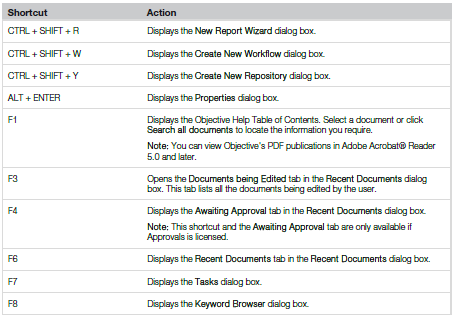 Shortcut Action
CTRL + SHIFT + R Displays the New Report Wizard dialog box.
CTRL + SHIFT + W Displays the Create New Workflow dialog box.
CTRL + SHIFT + Y Displays the Create New Repository dialog box.
ALT + ENTER Displays the Properties dialog box.
F1 Displays the Objective Help Table of Contents. Select a document or click
Search all documents to locate the information you require.
Note: You can view Objective's PDF publications in Adobe Acrobat® Reader
5.0 and later.
F3 Opens the Documents being Edited tab in the Recent Documents dialog
box. This tab lists all the documents being edited by the user.
F4 Displays the Awaiting Approval tab in the Recent Documents dialog box.
Note: This shortcut and the Awaiting Approval tab are only available if
Approvals is licensed.
F6 Displays the Recent Documents tab in the Recent Documents dialog box.
F7 Displays the Tasks dialog box.
F8 Displays the Keyword Browser dialog box.